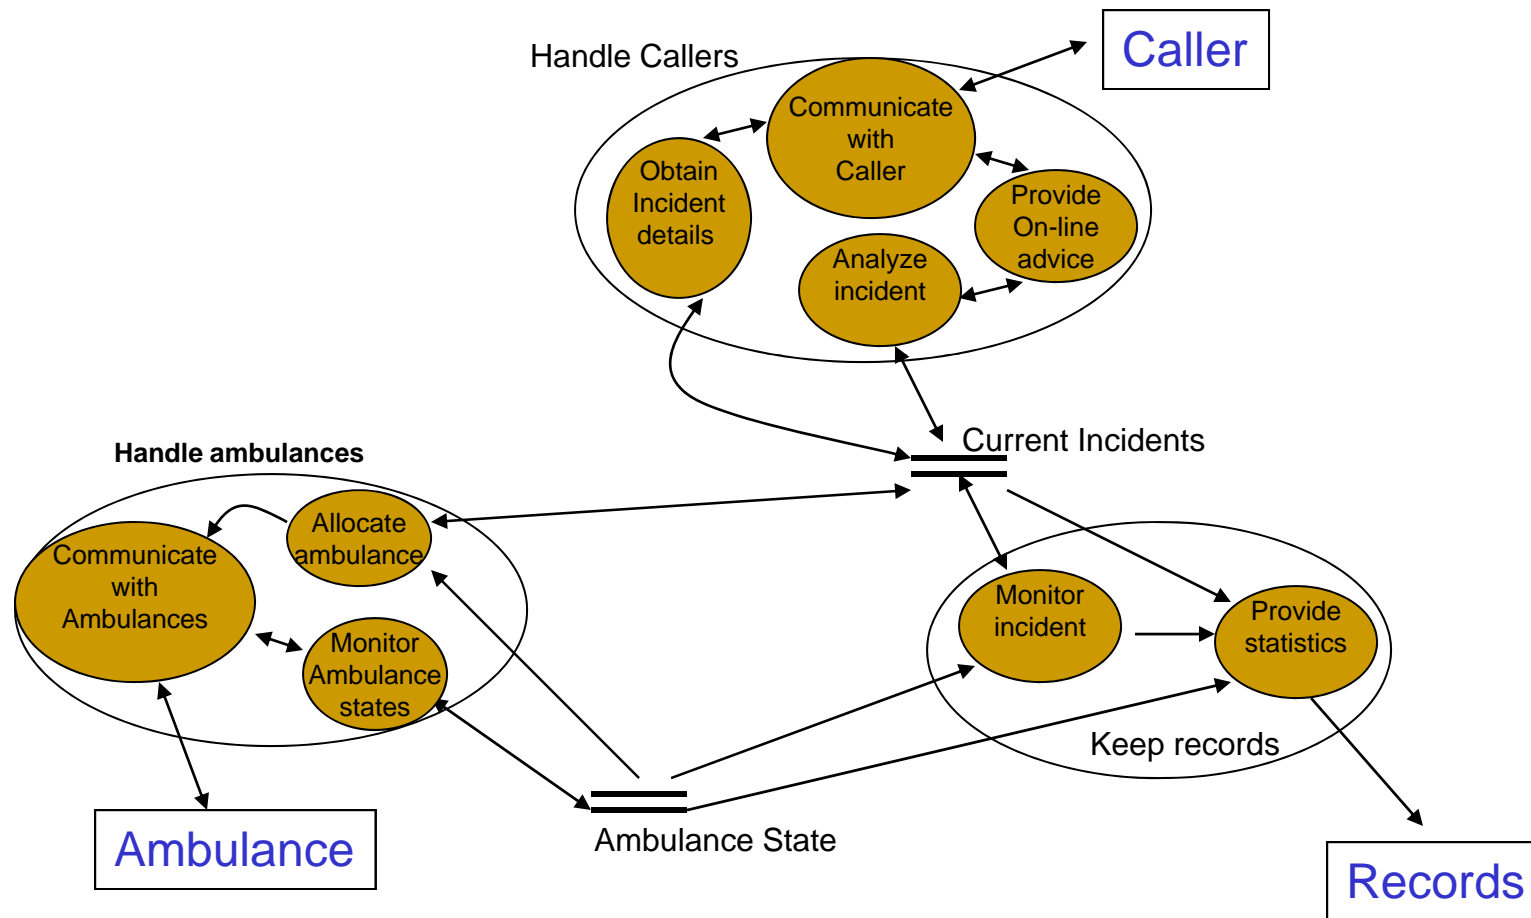 Handle Callers
Caller
Communicate
with
Caller
Obtain
Incident
details
Provide
On-line
advice
Analyze
incident
Current Incidents
Handle ambulances
Allocate
ambulance
Communicate
with
Ambulances
Monitor
Ambulance
states
Monitor
incident
Provide
statistics
Keep records
Ambulance State
Ambulance
Records